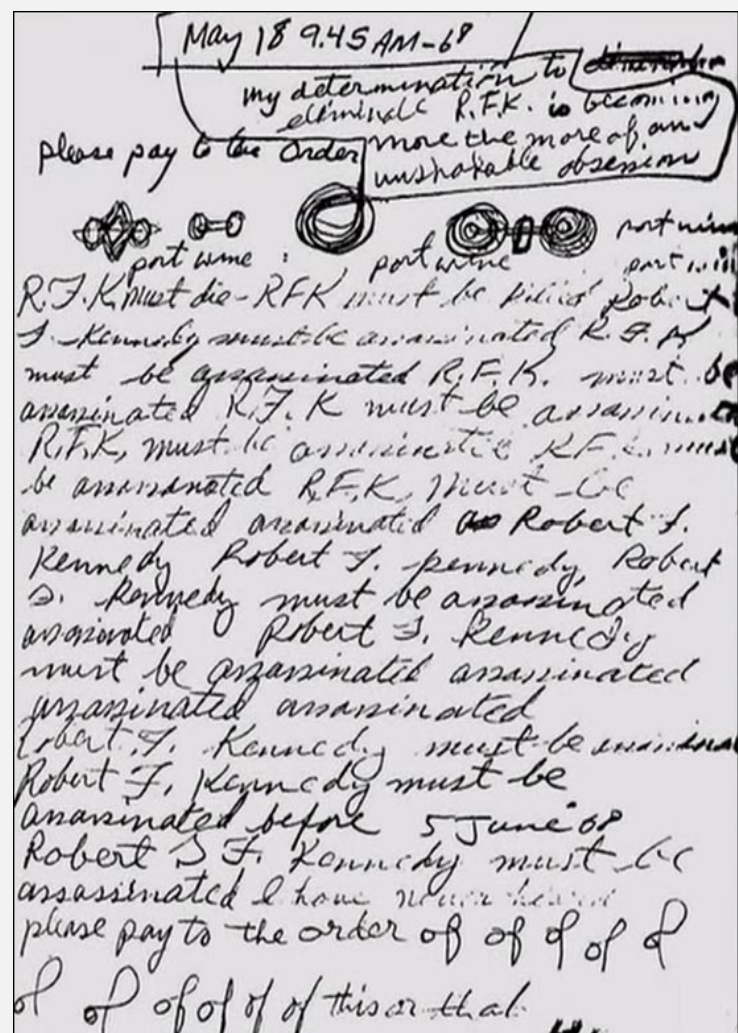 May 18 9.45 AM-68
my determination to
eliminate R.F.K. is becoming
please pay to the order
more the more of an
unshakable obsession
port wine
port wine : port wine port wine
R.F.K. must die - RFK must be killed Robert
F. Kennedy must be assassinated R.F.K
must be assassinated R.F.K. must be
assassinated R.F.K must be assassinated
R.F.K, must be assassinated R.F.K. must
be assassinated R.F.K. Must be
assassinated assassinated Robert F.
Kennedy Robert F. Kennedy, Robert
F. Kennedy must be assassinated
assassinated Robert F. Kennedy
must be assassinated assassinated
assassinated assassinated
Robert F. Kennedy must be assassinated
Robert F. Kennedy must be
assassinated before 5 June '68
Robert F. Kennedy must be
assassinated I have never heard
please pay to the order of of of of of
of of of of of of this or that